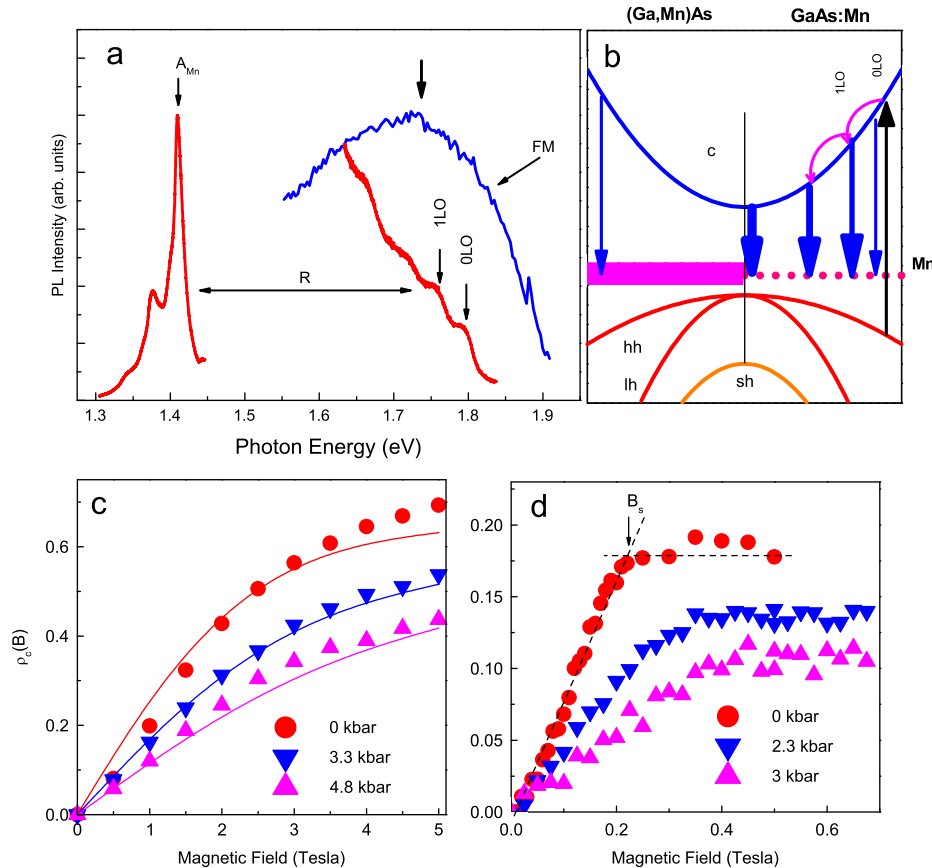 (Ga,Mn)As
GaAs:Mn
a
A_Mn
FM
1LO
0LO
R
PL Intensity (arb. units)
1.3 1.4 1.5 1.6 1.7 1.8 1.9
Photon Energy (eV)
b
1LO
0LO
c
Mn
hh
lh
sh
c
ρ_c(B)
0.6
0.4
0.2
0.0
0 kbar
3.3 kbar
4.8 kbar
0 1 2 3 4 5
Magnetic Field (Tesla)
d
B_s
0.20
0.15
0.10
0.05
0.00
0 kbar
2.3 kbar
3 kbar
0.0 0.2 0.4 0.6
Magnetic Field (Tesla)